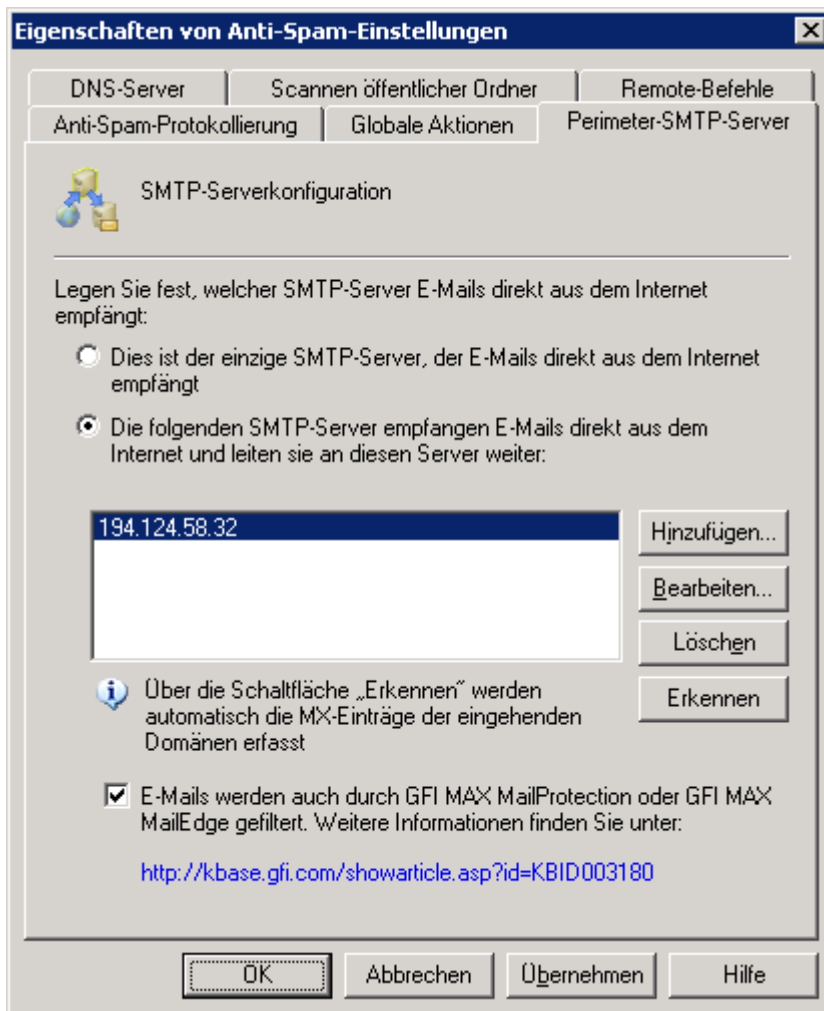 Eigenschaften von Anti-Spam-Einstellungen
DNS-Server
Scannen öffentlicher Ordner
Remote-Befehle
Anti-Spam-Protokollierung
Globale Aktionen
Perimeter-SMTP-Server
SMTP-Serverkonfiguration
Legen Sie fest, welcher SMTP-Server E-Mails direkt aus dem Internet
empfängt:
Dies ist der einzige SMTP-Server, der E-Mails direkt aus dem Internet
empfängt
Die folgenden SMTP-Server empfangen E-Mails direkt aus dem
Internet und leiten sie an diesen Server weiter:
194.124.58.32
Hinzufügen...
Bearbeiten...
Löschen
Erkennen
Über die Schaltfläche „Erkennen“ werden
automatisch die MX-Einträge der eingehenden
Domänen erfasst
E-Mails werden auch durch GFI MAX MailProtection oder GFI MAX
MailEdge gefiltert. Weitere Informationen finden Sie unter:
http://kbase.gfi.com/showarticle.asp?id=KBID003180
OK
Abbrechen
Übernehmen
Hilfe